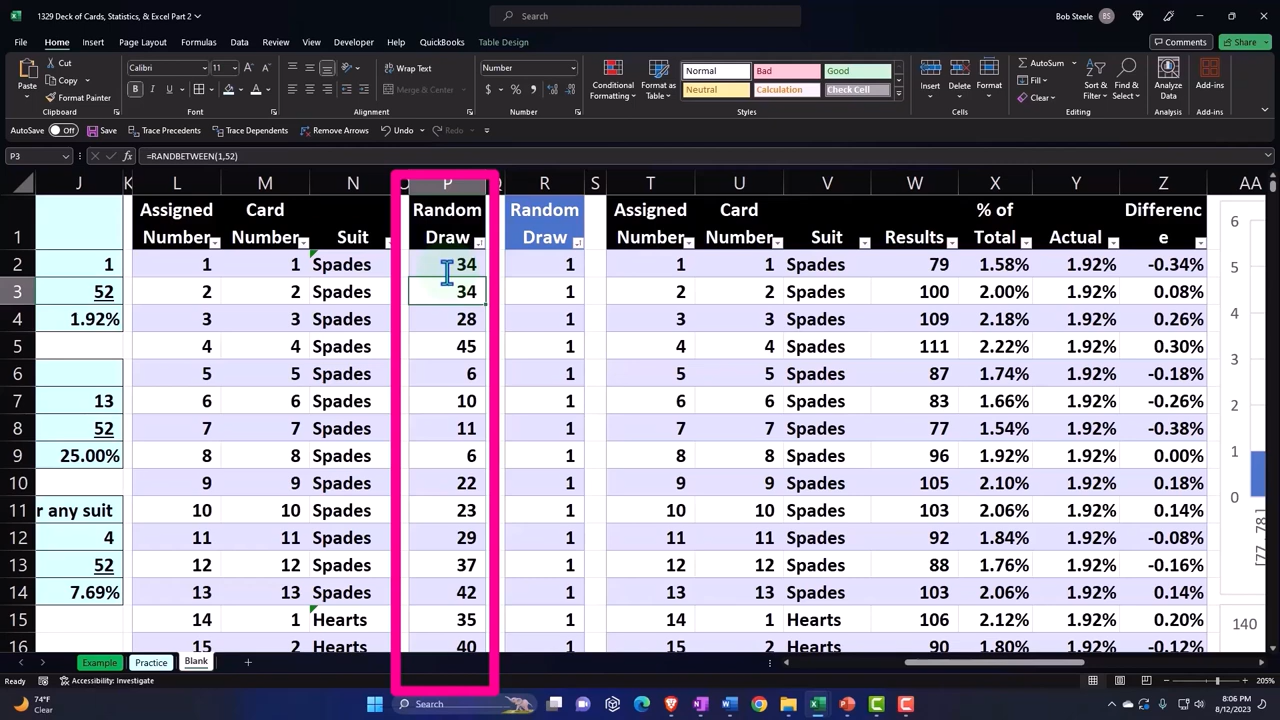 1329 Deck of Cards, Statistics, & Excel Part 2
Search
Bob Steele BS
File Home Insert Page Layout Formulas Data Review View Developer Help QuickBooks Table Design
Comments Share
Paste Cut Copy Format Painter
Calibri 11
Wrap Text
Merge & Center
Number
Conditional Formatting Format as Table
Normal Bad Good
Neutral Calculation Check Cell
Insert Delete Format
AutoSum Fill Clear
Sort & Filter Find & Select
Analyze Data
Add-ins
Clipboard Font Alignment Number Styles Cells Editing Analysis Add-ins
AutoSave Off Save Trace Precedents Trace Dependents Remove Arrows Undo Redo
P3 fx =RANDBETWEEN(1,52)
J K L M N O P Q R S T U V W X Y Z AA
1 Assigned Number Card Number Suit Random Draw Random Draw Assigned Number Card Number Suit Results % of Total Actual Differenc e
2 1 1 1 Spades 34 1 1 1 Spades 79 1.58% 1.92% -0.34%
3 52 2 2 Spades 34 1 2 2 Spades 100 2.00% 1.92% 0.08%
4 1.92% 3 3 Spades 28 1 3 3 Spades 109 2.18% 1.92% 0.26%
5 4 4 Spades 45 1 4 4 Spades 111 2.22% 1.92% 0.30%
6 5 5 Spades 6 1 5 5 Spades 87 1.74% 1.92% -0.18%
7 13 6 6 Spades 10 1 6 6 Spades 83 1.66% 1.92% -0.26%
8 52 7 7 Spades 11 1 7 7 Spades 77 1.54% 1.92% -0.38%
9 25.00% 8 8 Spades 6 1 8 8 Spades 96 1.92% 1.92% 0.00%
10 9 9 Spades 22 1 9 9 Spades 105 2.10% 1.92% 0.18%
11 r any suit 10 10 Spades 23 1 10 10 Spades 103 2.06% 1.92% 0.14%
12 4 11 11 Spades 29 1 11 11 Spades 92 1.84% 1.92% -0.08%
13 52 12 12 Spades 37 1 12 12 Spades 88 1.76% 1.92% -0.16%
14 7.69% 13 13 Spades 42 1 13 13 Spades 103 2.06% 1.92% 0.14%
15 14 1 Hearts 35 1 14 1 Hearts 106 2.12% 1.92% 0.20%
16 15 2 Hearts 40 1 15 2 Hearts 90 1.80% 1.92% -0.12%
6
5
4
3
2
1
0
[77, 78]
140
Example Practice Blank
Ready Accessibility: Investigate 205%
74°F
Clear
Search
8:06 PM
8/12/2023